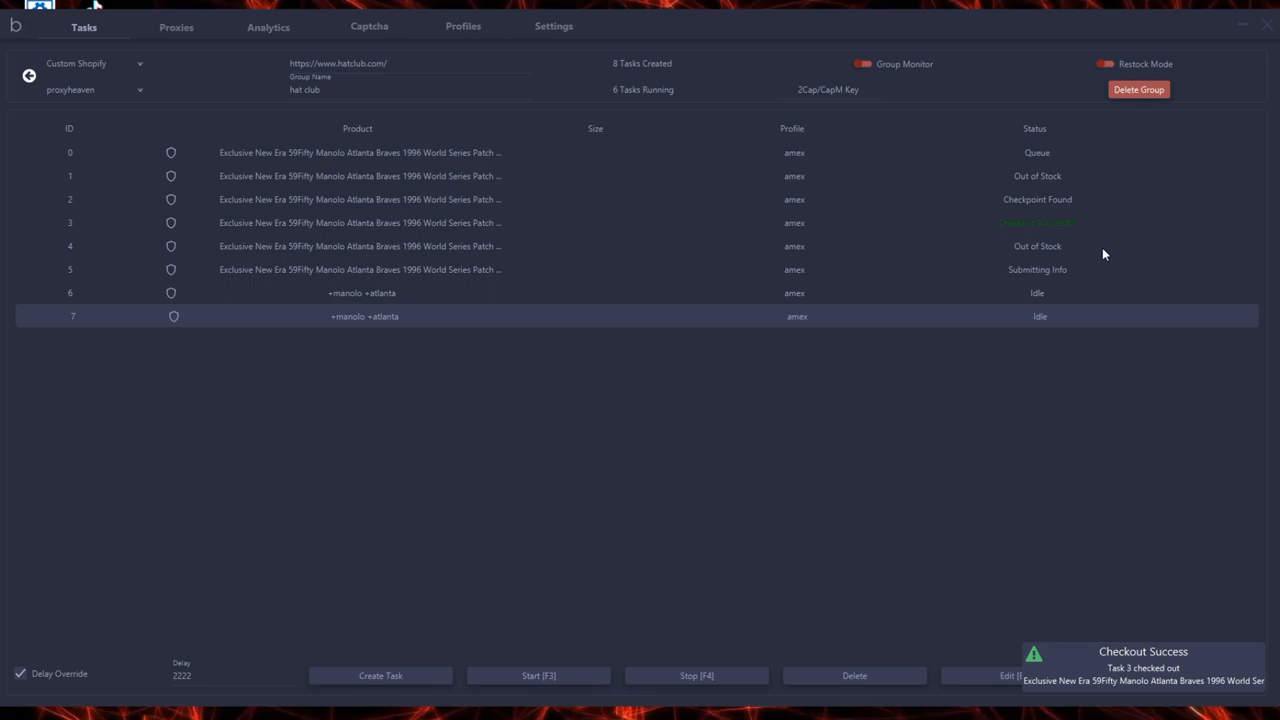 b Tasks Proxies Analytics Captcha Profiles Settings
Custom Shopify https://www.hatclub.com/ 8 Tasks Created Group Monitor Restock Mode
Group Name
proxyheaven hat club 6 Tasks Running 2Cap/CapM Key Delete Group
ID Product Size Profile Status
0 Exclusive New Era 59Fifty Manolo Atlanta Braves 1996 World Series Patch ... amex Queue
1 Exclusive New Era 59Fifty Manolo Atlanta Braves 1996 World Series Patch ... amex Out of Stock
2 Exclusive New Era 59Fifty Manolo Atlanta Braves 1996 World Series Patch ... amex Checkpoint Found
3 Exclusive New Era 59Fifty Manolo Atlanta Braves 1996 World Series Patch ... amex
4 Exclusive New Era 59Fifty Manolo Atlanta Braves 1996 World Series Patch ... amex Out of Stock
5 Exclusive New Era 59Fifty Manolo Atlanta Braves 1996 World Series Patch ... amex Submitting Info
6 +manolo +atlanta amex Idle
7 +manolo +atlanta amex Idle
Checkout Success
Task 3 checked out
Exclusive New Era 59Fifty Manolo Atlanta Braves 1996 World Ser
Delay
Delay Override 2222 Create Task Start [F3] Stop [F4] Delete Edit